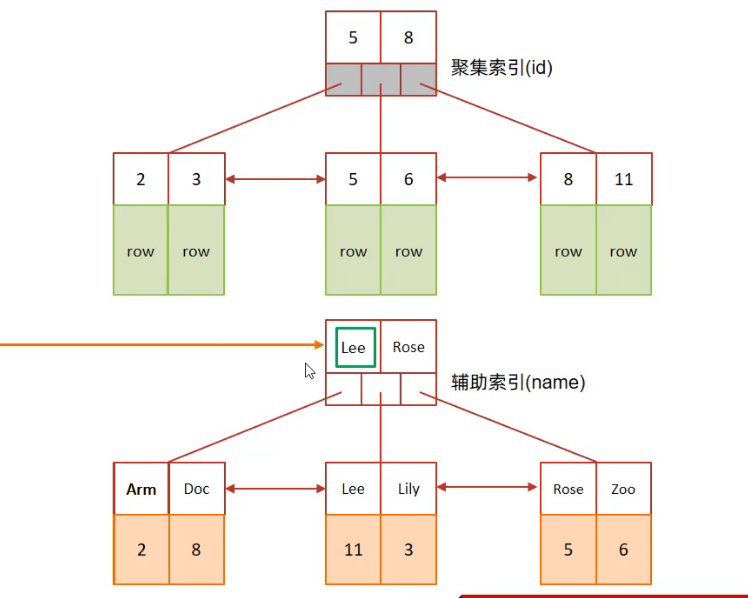 5 8
聚集索引(id)
2 3 5 6 8 11
row row row row row row
Lee Rose
辅助索引(name)
Arm Doc Lee Lily Rose Zoo
2 8 11 3 5 6